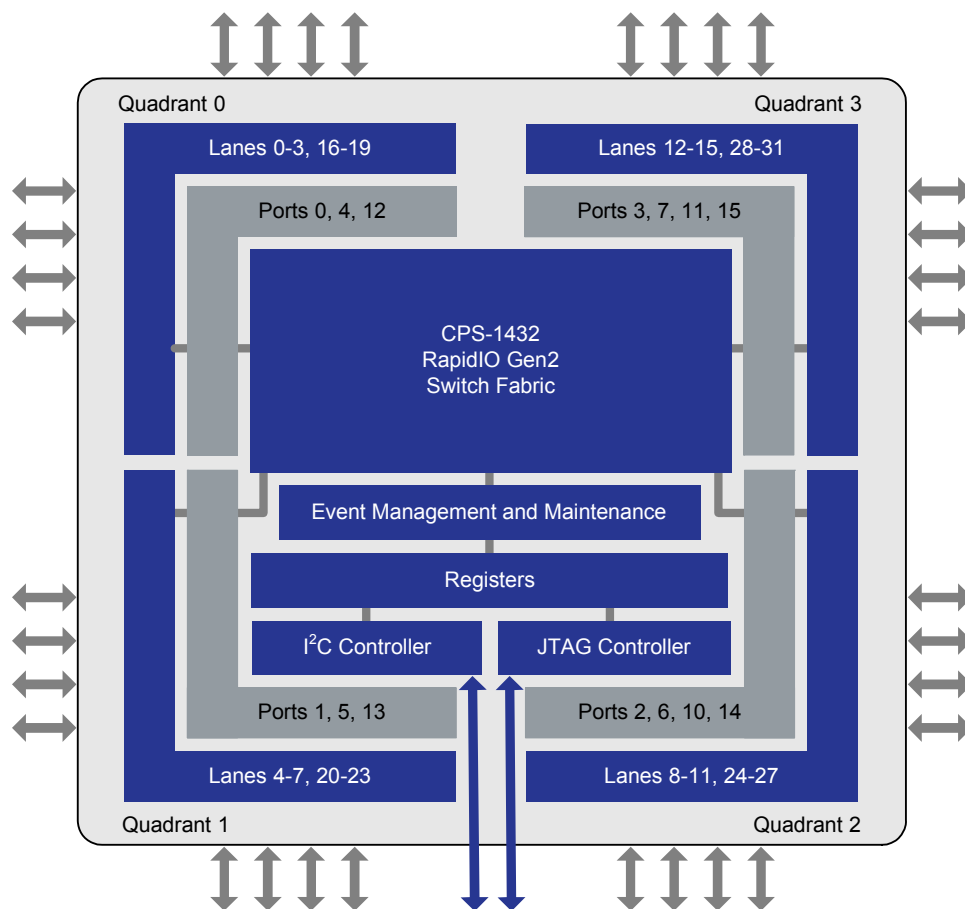 Quadrant 0
Quadrant 3
Lanes 0-3, 16-19
Lanes 12-15, 28-31
Ports 0, 4, 12
Ports 3, 7, 11, 15
CPS-1432
RapidIO Gen2
Switch Fabric
Event Management and Maintenance
Registers
I²C Controller
JTAG Controller
Ports 1, 5, 13
Ports 2, 6, 10, 14
Lanes 4-7, 20-23
Lanes 8-11, 24-27
Quadrant 1
Quadrant 2